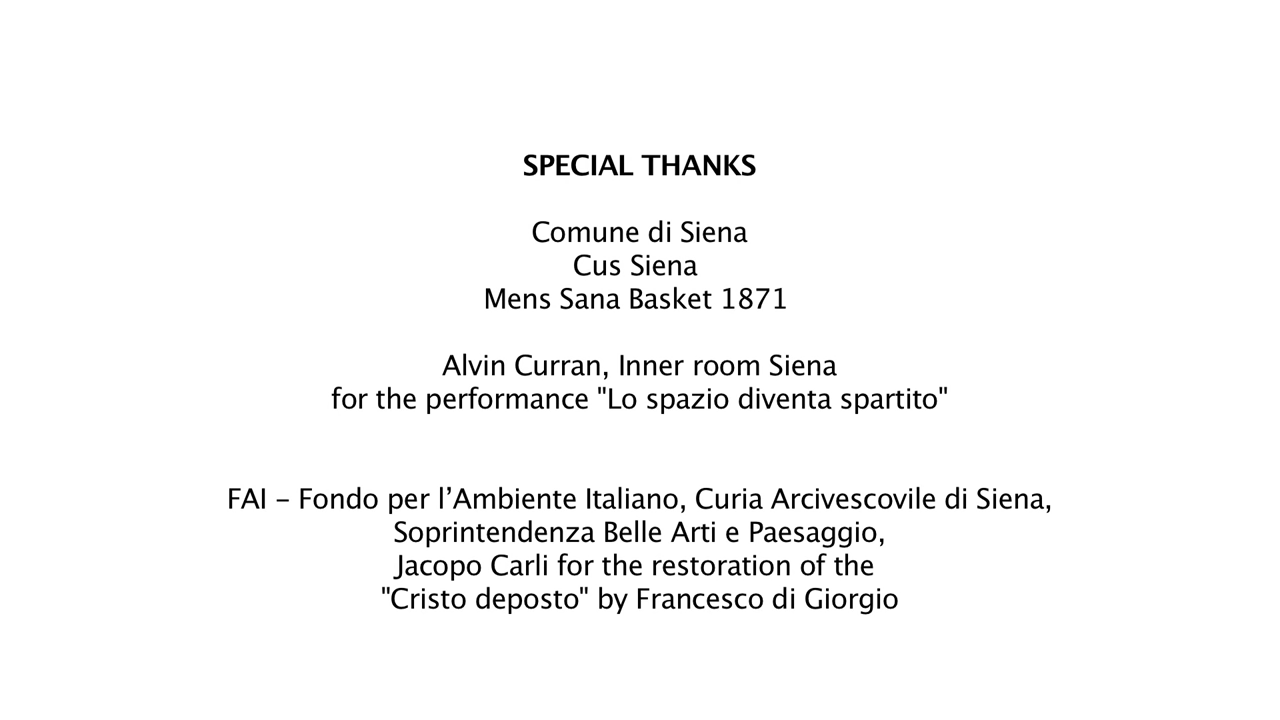 SPECIAL THANKS
Comune di Siena
Cus Siena
Mens Sana Basket 1871
Alvin Curran, Inner room Siena
for the performance "Lo spazio diventa spartito"
FAI – Fondo per l’Ambiente Italiano, Curia Arcivescovile di Siena,
Soprintendenza Belle Arti e Paesaggio,
Jacopo Carli for the restoration of the
"Cristo deposto" by Francesco di Giorgio